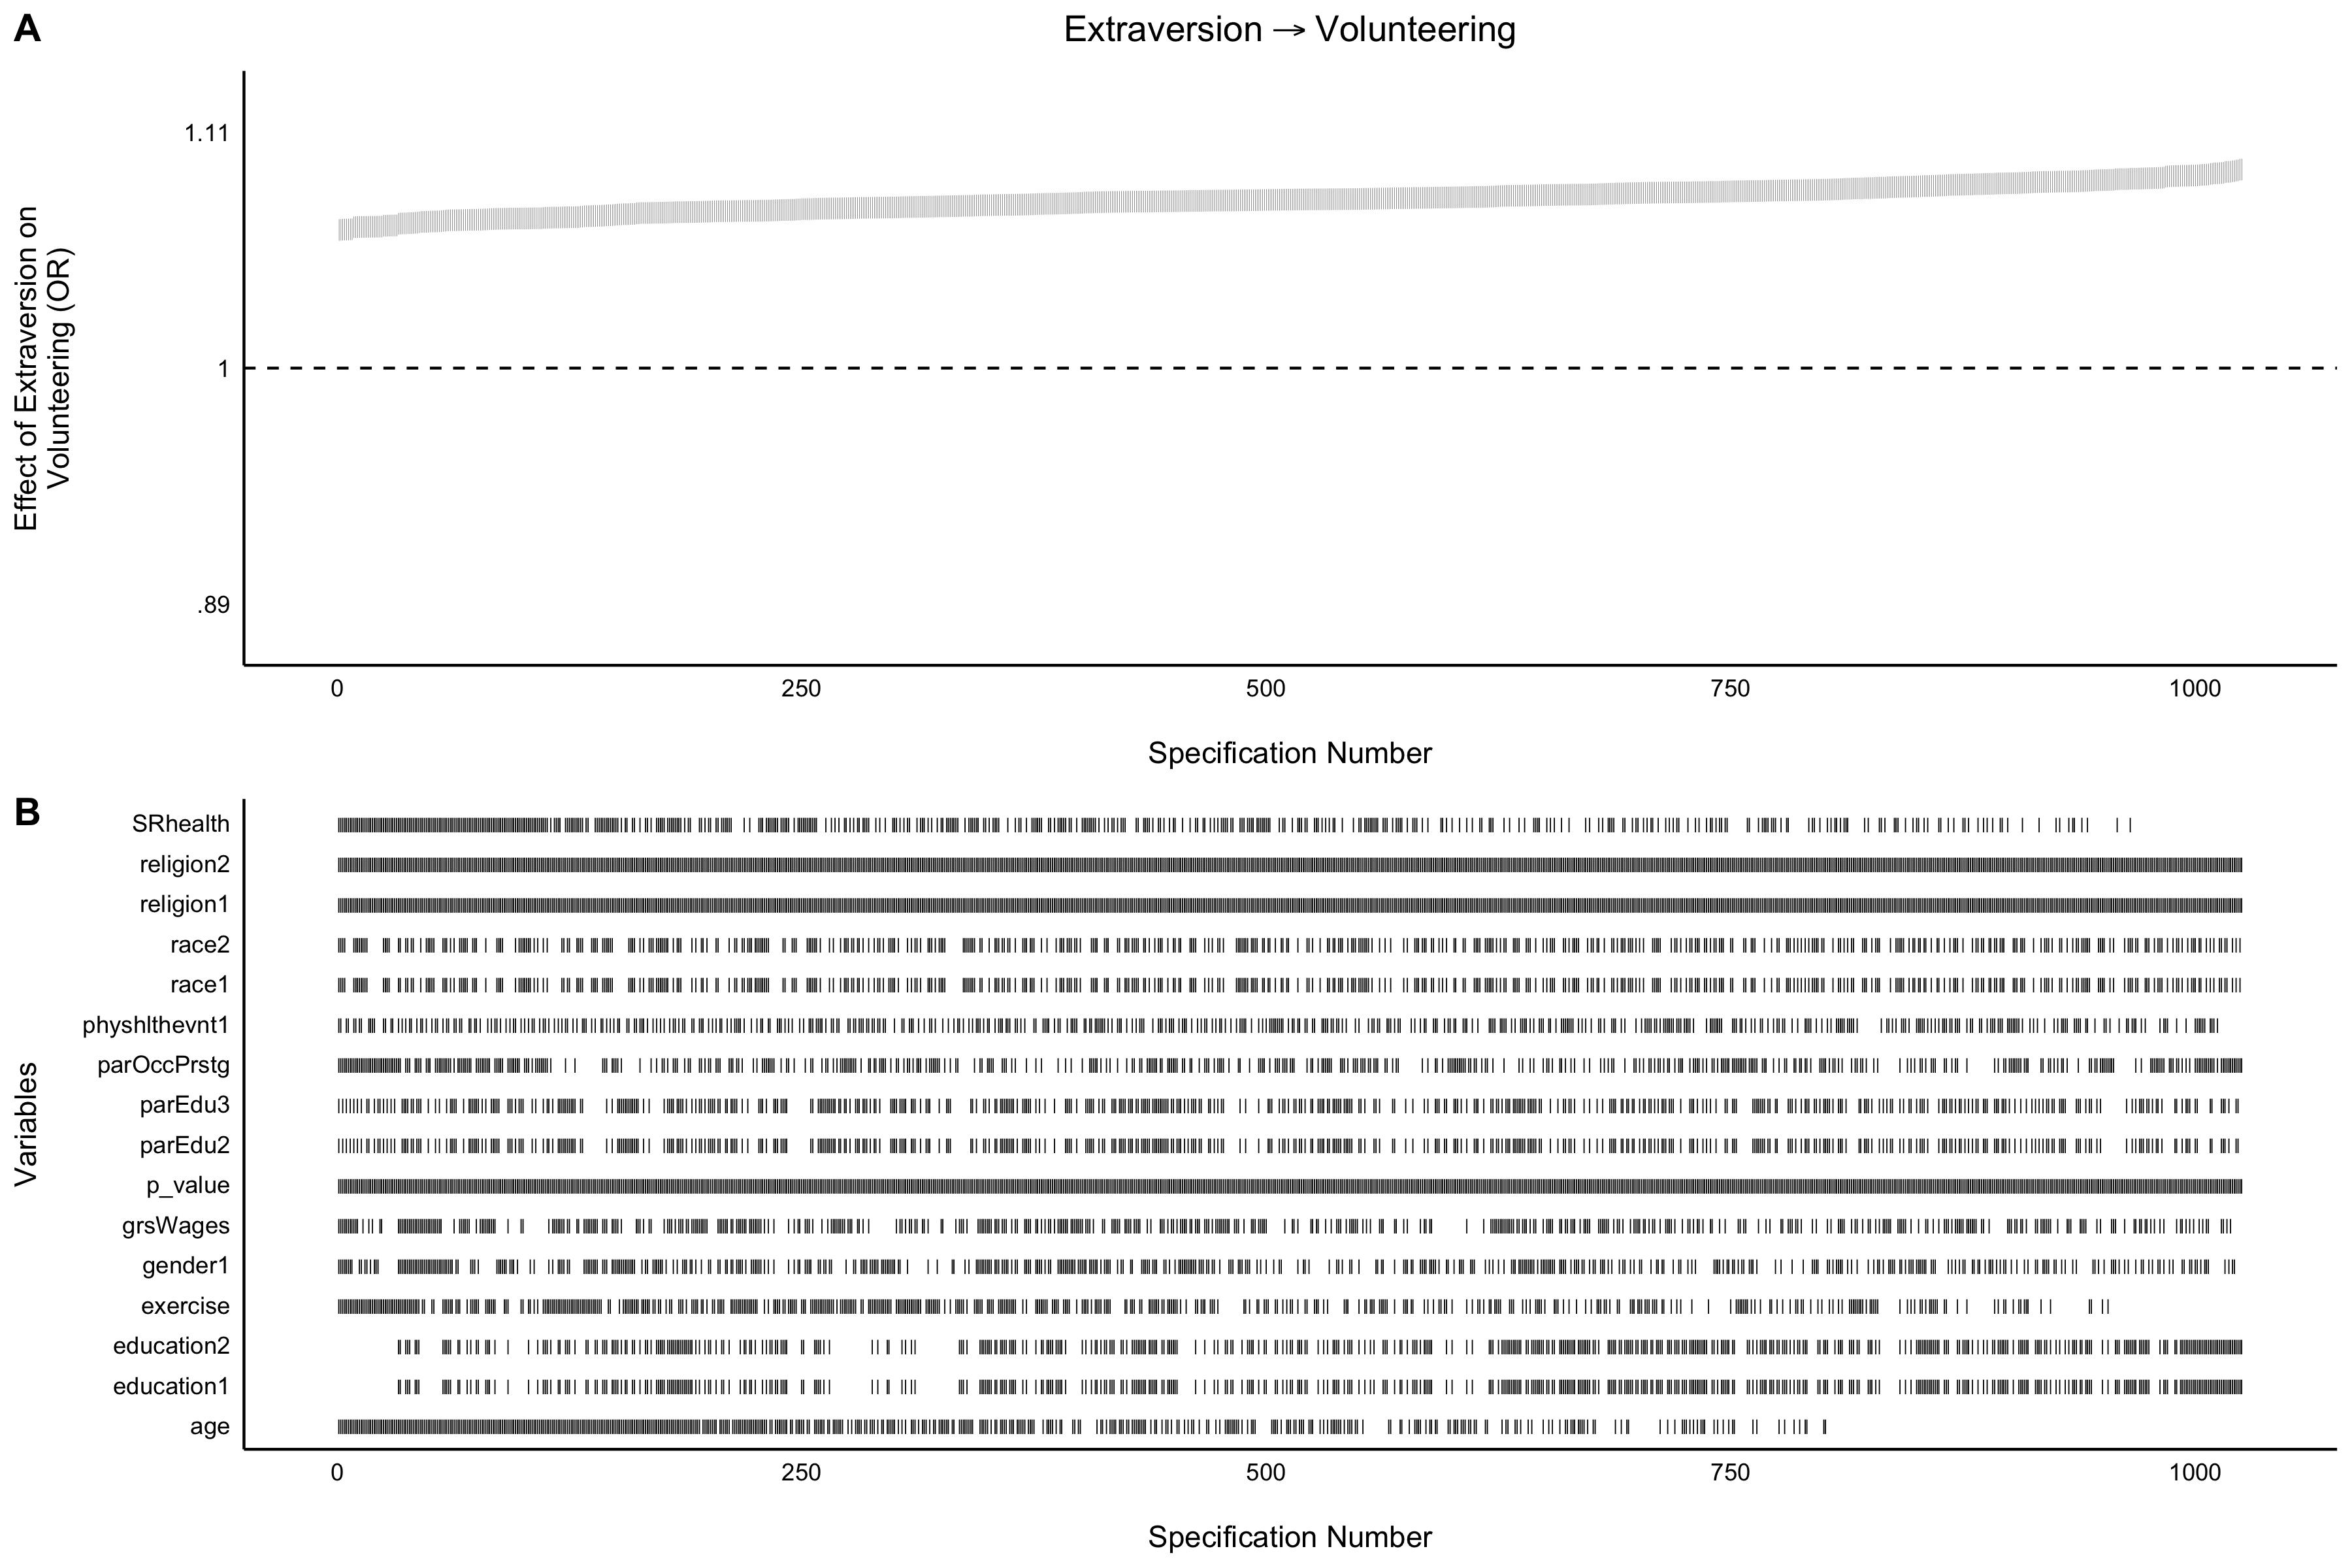 A
Extraversion → Volunteering
Effect of Extraversion on
Volunteering (OR)
1.11
1
.89
0 250 500 750 1000
Specification Number
B
Variables
SRhealth
religion2
religion1
race2
race1
physhlthevnt1
parOccPrstg
parEdu3
parEdu2
p_value
grsWages
gender1
exercise
education2
education1
age
0 250 500 750 1000
Specification Number